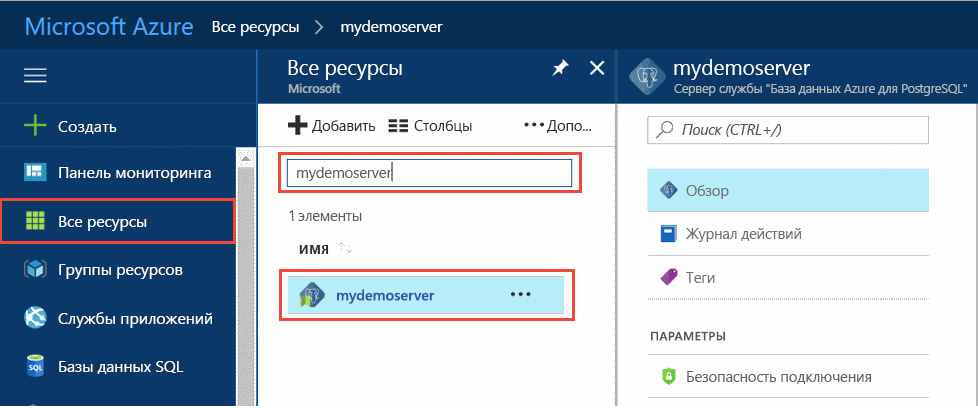 Microsoft Azure Все ресурсы > mydemoserver
Создать
Панель мониторинга
Все ресурсы
Группы ресурсов
Службы приложений
SQL Базы данных SQL
Все ресурсы
Microsoft
Добавить Столбцы ••• Допо...
mydemoserver
1 элементы
ИМЯ
mydemoserver •••
mydemoserver
Сервер службы "База данных Azure для PostgreSQL"
Поиск (CTRL+/)
Обзор
Журнал действий
Теги
ПАРАМЕТРЫ
Безопасность подключения